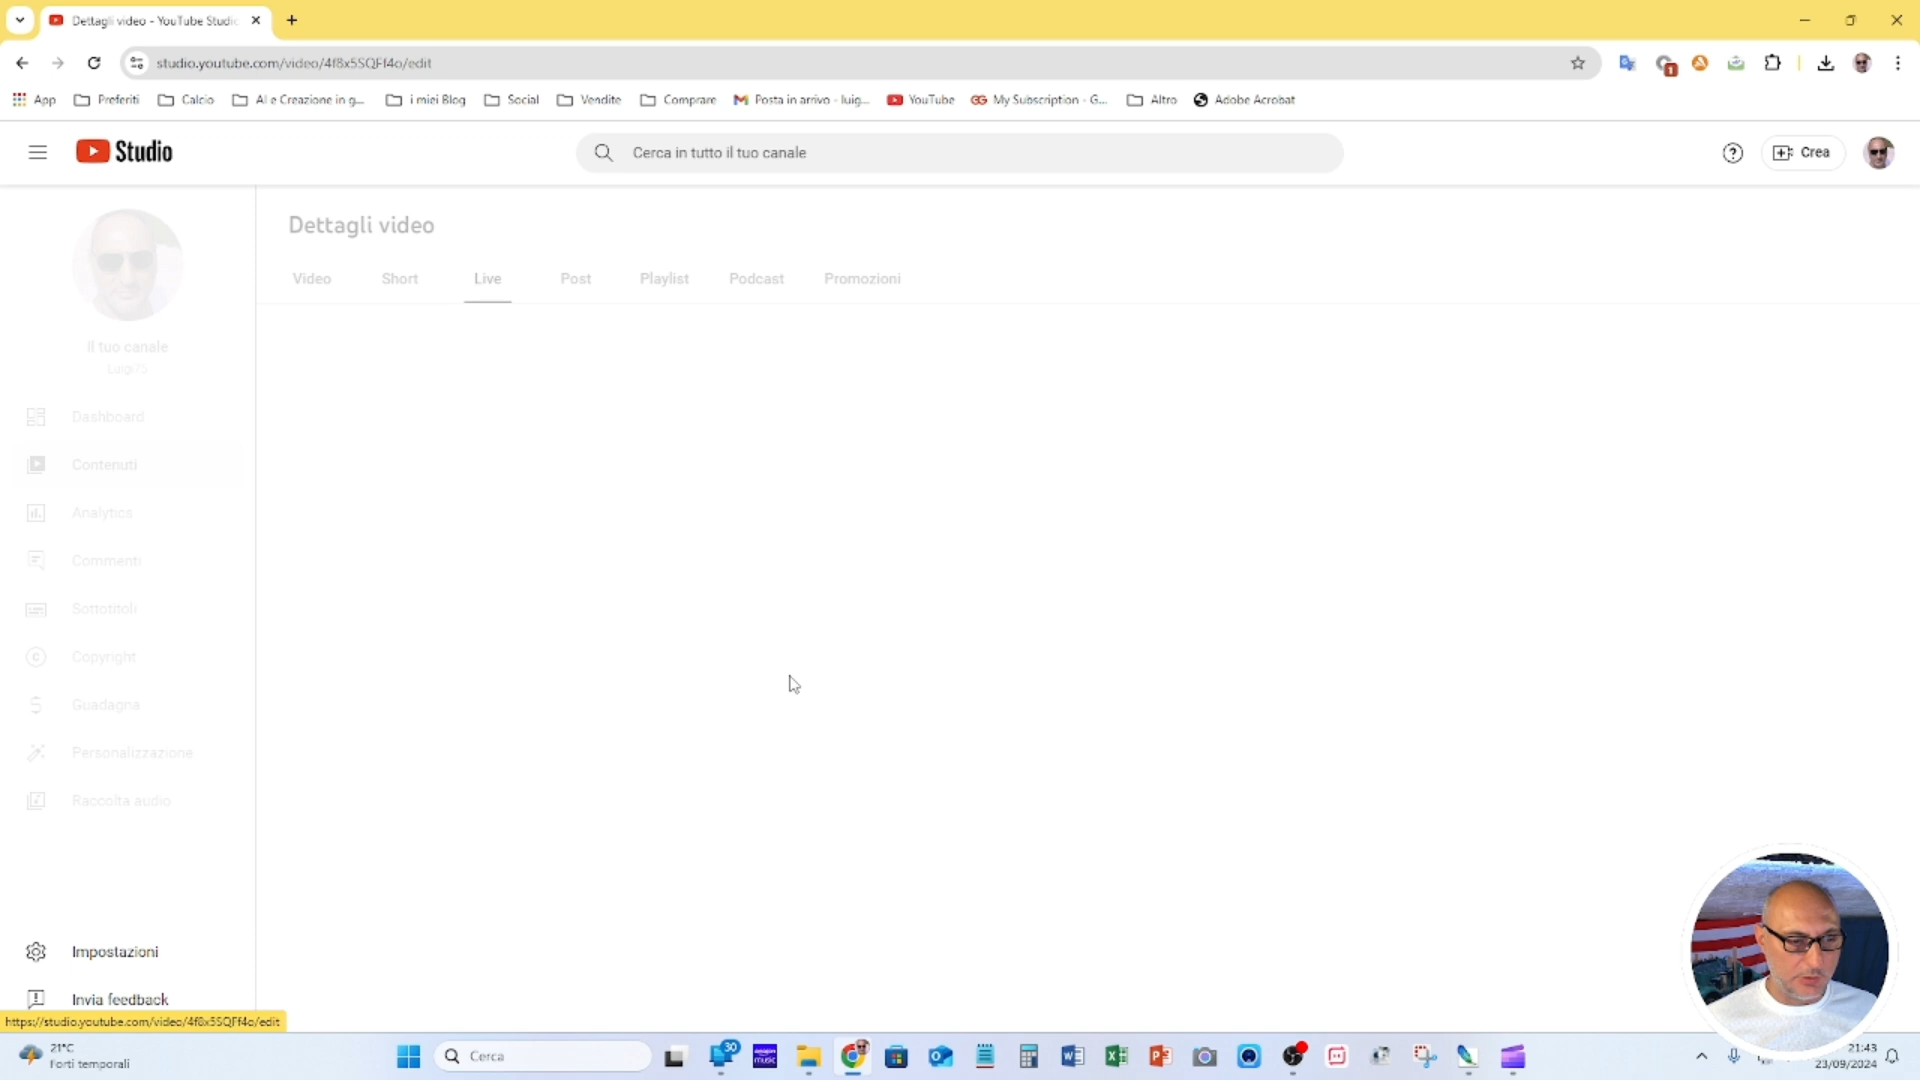 Dettagli video - YouTube Studio
studio.youtube.com/video/4f8x5SQFf4o/edit
App Preferiti Calcio AI e Creazione in g... i miei Blog Social Vendite Comprare Posta in arrivo - luig... YouTube My Subscription - G... Altro Adobe Acrobat
Studio
Cerca in tutto il tuo canale
Crea
Dettagli video
Video Short Live Post Playlist Podcast Promozioni
Il tuo canale
Luigi75
Dashboard
Contenuti
Analytics
Commenti
Sottotitoli
Copyright
Guadagna
Personalizzazione
Raccolta audio
Impostazioni
Invia feedback
https://studio.youtube.com/video/4f8x5SQFf4o/edit
21°C
Forti temporali
Cerca
30
21:43
23/09/2024